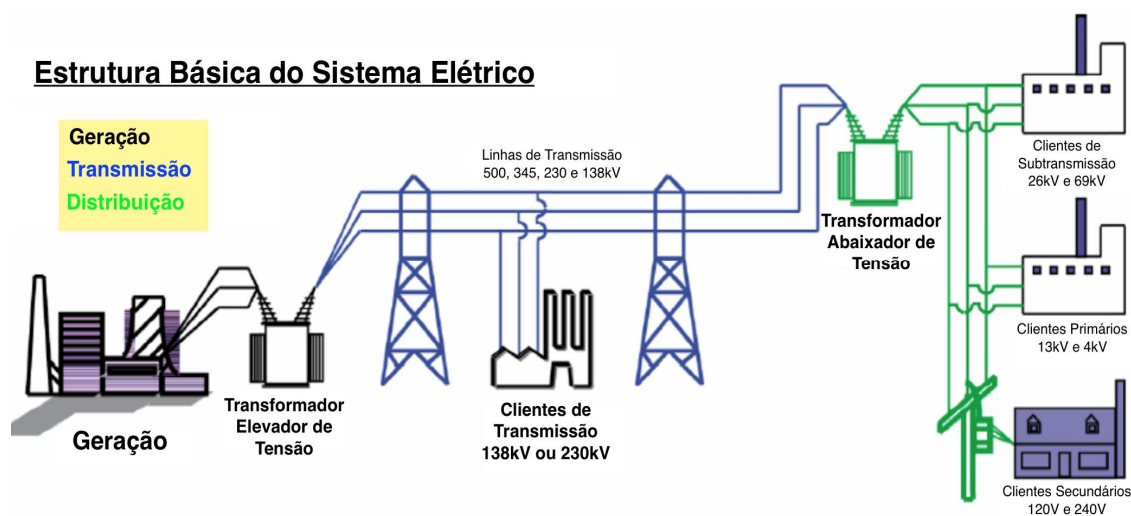 Estrutura Básica do Sistema Elétrico
Geração
Transmissão
Distribuição
Linhas de Transmissão
500, 345, 230 e 138kV
Clientes de
Subtransmissão
26kV e 69kV
Transformador
Abaixador de
Tensão
Clientes Primários
13kV e 4kV
Geração
Transformador
Elevador de
Tensão
Clientes de
Transmissão
138kV ou 230kV
Clientes Secundários
120V e 240V